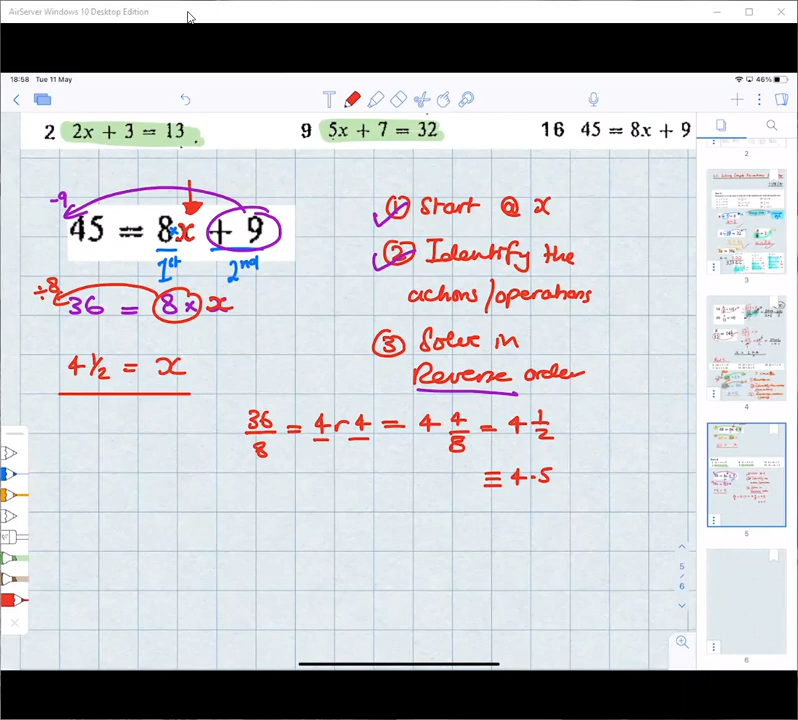 AirServer Windows 10 Desktop Edition
18:58 Tue 11 May
46%
2 2x + 3 = 13
9 5x + 7 = 32
16 45 = 8x + 9
-9
45 = 8×x + 9
1st 2nd
÷8
36 = 8× x
4½ = x
① Start @ x
② Identify the
actions/operations
③ Solve in
Reverse order
36/8 = 4 r 4 = 4 4/8 = 4 1/2
≡ 4.5
2
3
4
5
6
5
/
6